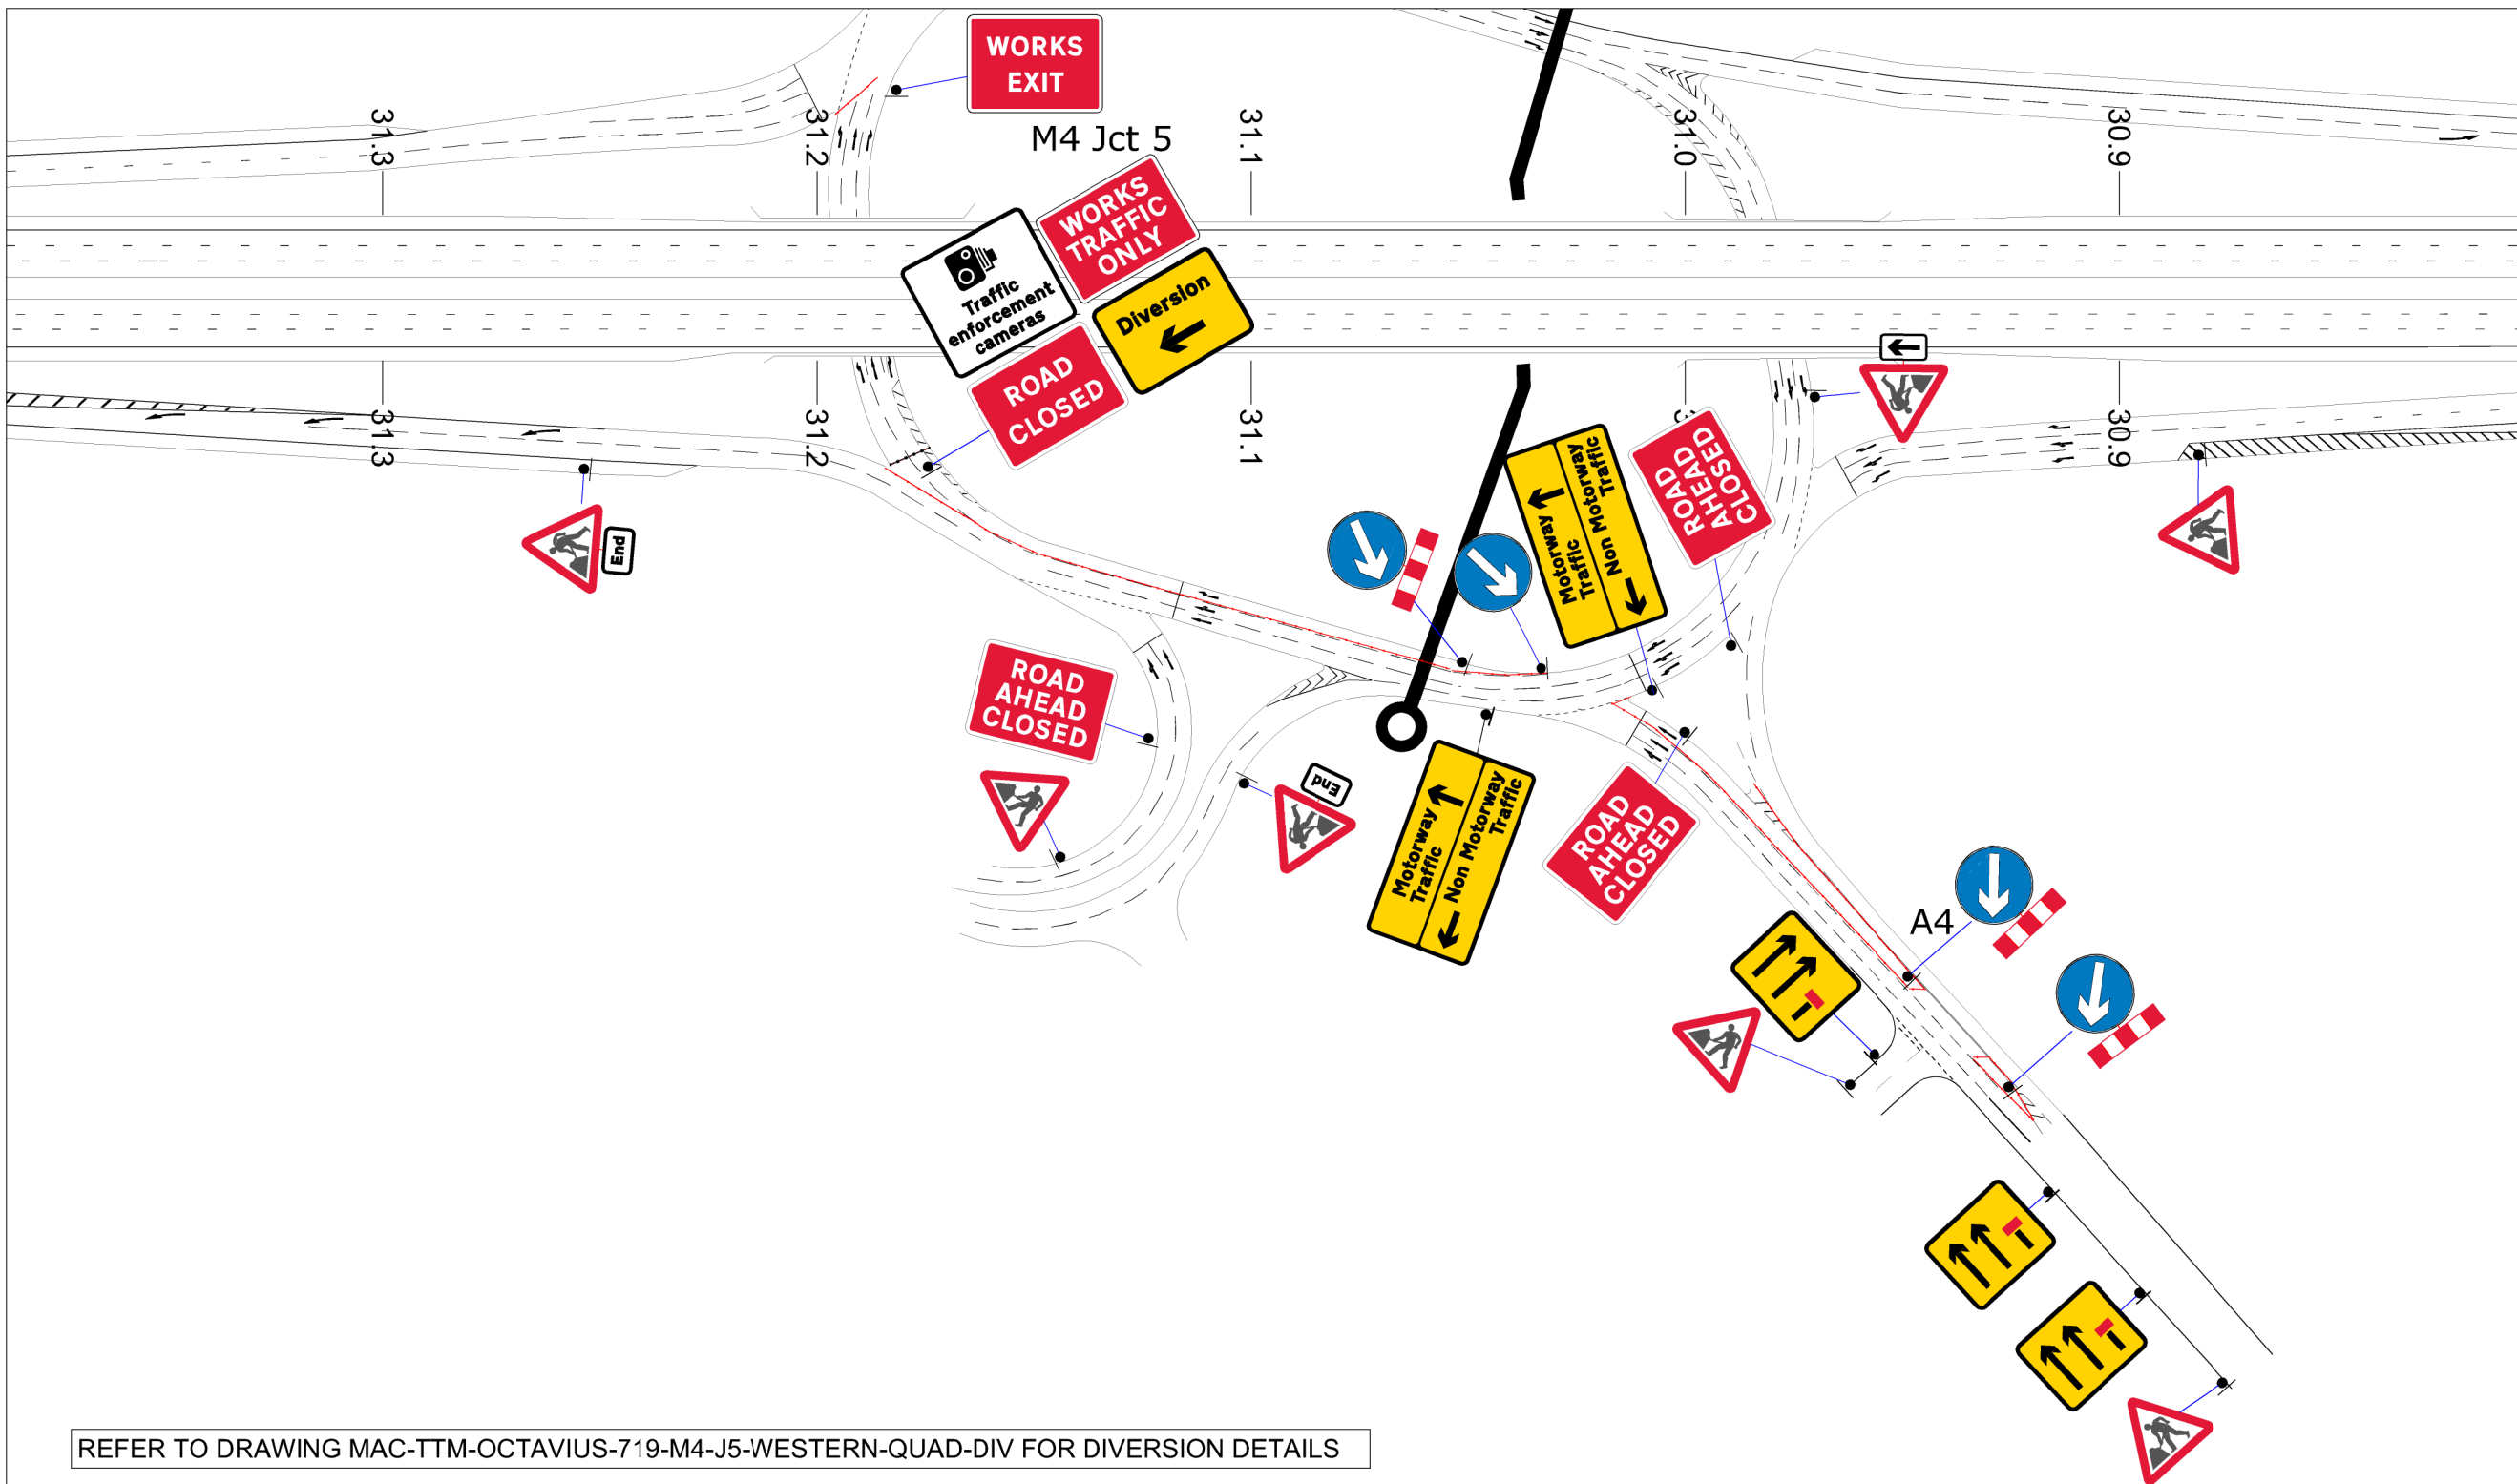 WORKS
EXIT
M4 Jct 5
31.3
31.2
31.1
31.0
30.9
WORKS
TRAFFIC
ONLY
Traffic
enforcement
cameras
Diversion
ROAD
CLOSED
31.3
31.2
31.1
30.9
Motorway
Traffic
Non Motorway
Traffic
ROAD
AHEAD
CLOSED
End
ROAD
AHEAD
CLOSED
End
Motorway
Traffic
Non Motorway
Traffic
ROAD
AHEAD
CLOSED
A4
REFER TO DRAWING MAC-TTM-OCTAVIUS-719-M4-J5-WESTERN-QUAD-DIV FOR DIVERSION DETAILS